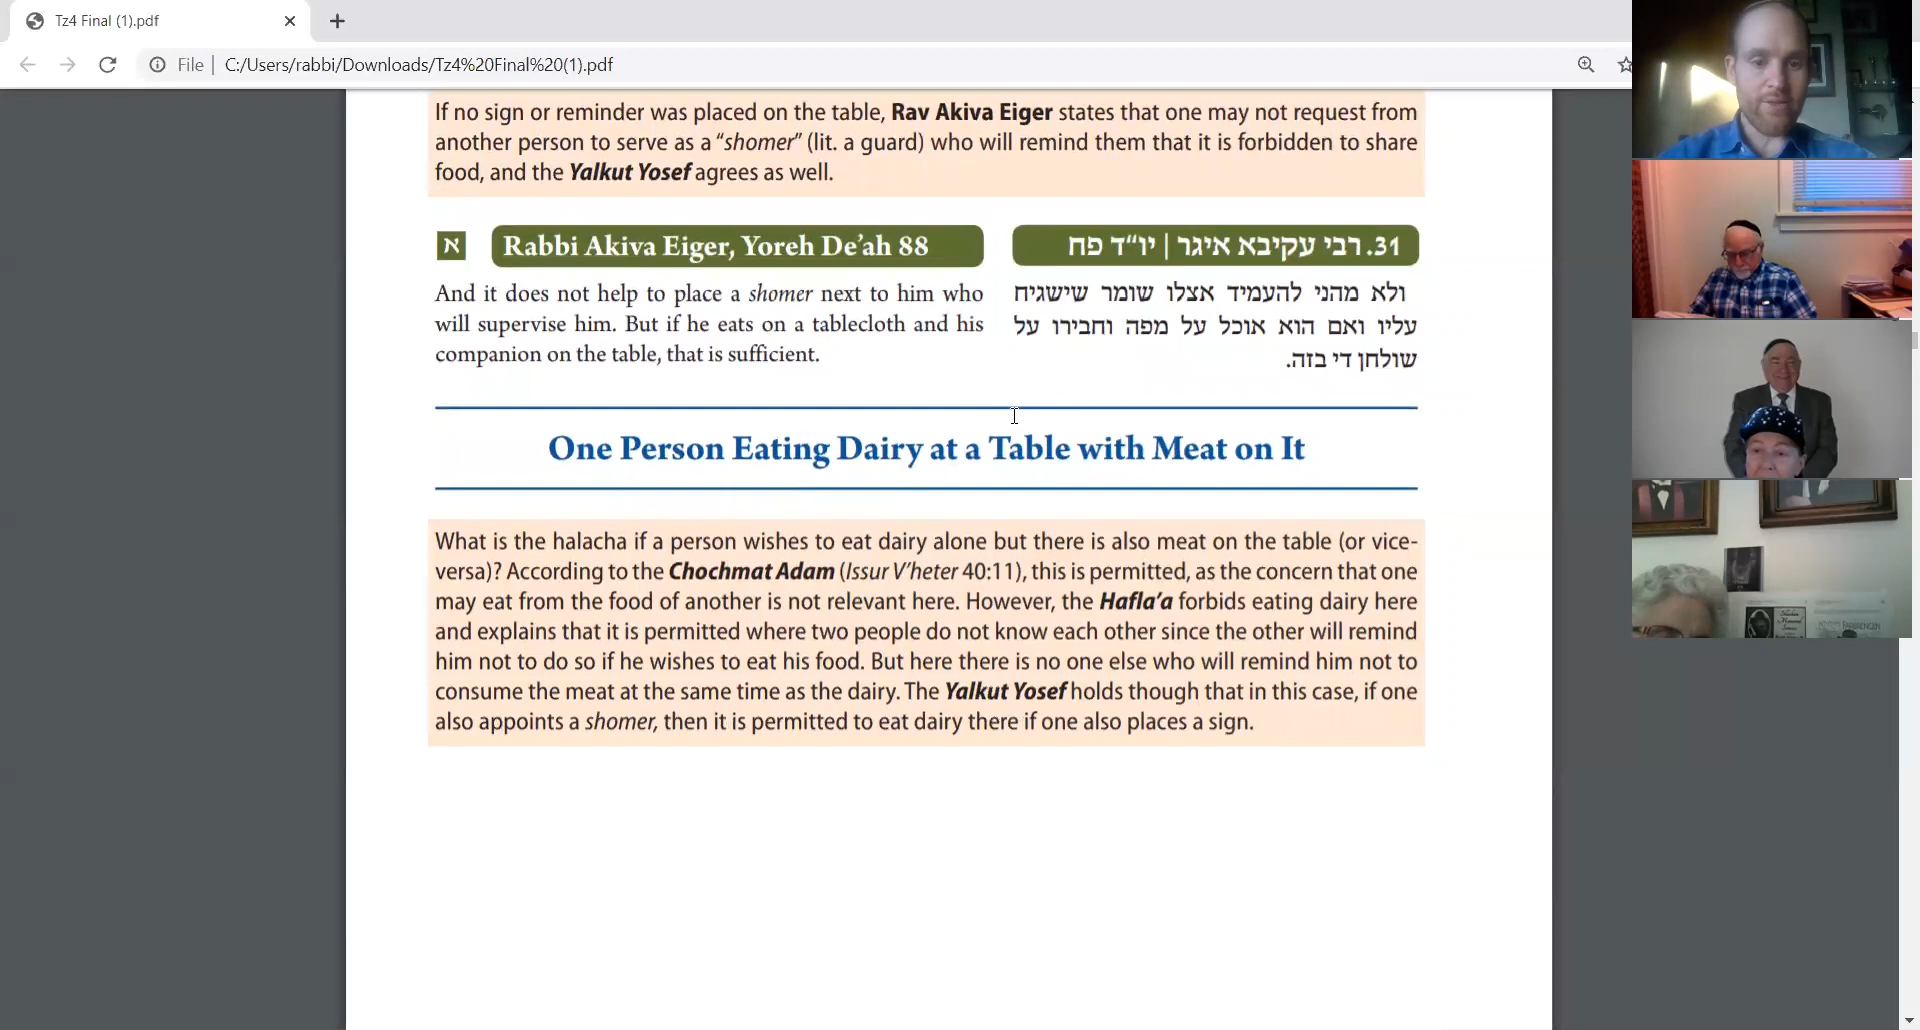 Tz4 Final (1).pdf
File | C:/Users/rabbi/Downloads/Tz4%20Final%20(1).pdf
If no sign or reminder was placed on the table, Rav Akiva Eiger states that one may not request from
another person to serve as a “shomer” (lit. a guard) who will remind them that it is forbidden to share
food, and the Yalkut Yosef agrees as well.
א
Rabbi Akiva Eiger, Yoreh De’ah 88
And it does not help to place a shomer next to him who
will supervise him. But if he eats on a tablecloth and his
companion on the table, that is sufficient.
31. רבי עקיבא איגר | יו“ד פח
ולא מהני להעמיד אצלו שומר שישגיח
עליו ואם הוא אוכל על מפה וחבירו על
שולחן די בזה.
One Person Eating Dairy at a Table with Meat on It
What is the halacha if a person wishes to eat dairy alone but there is also meat on the table (or vice-
versa)? According to the Chochmat Adam (Issur V’heter 40:11), this is permitted, as the concern that one
may eat from the food of another is not relevant here. However, the Hafla’a forbids eating dairy here
and explains that it is permitted where two people do not know each other since the other will remind
him not to do so if he wishes to eat his food. But here there is no one else who will remind him not to
consume the meat at the same time as the dairy. The Yalkut Yosef holds though that in this case, if one
also appoints a shomer, then it is permitted to eat dairy there if one also places a sign.